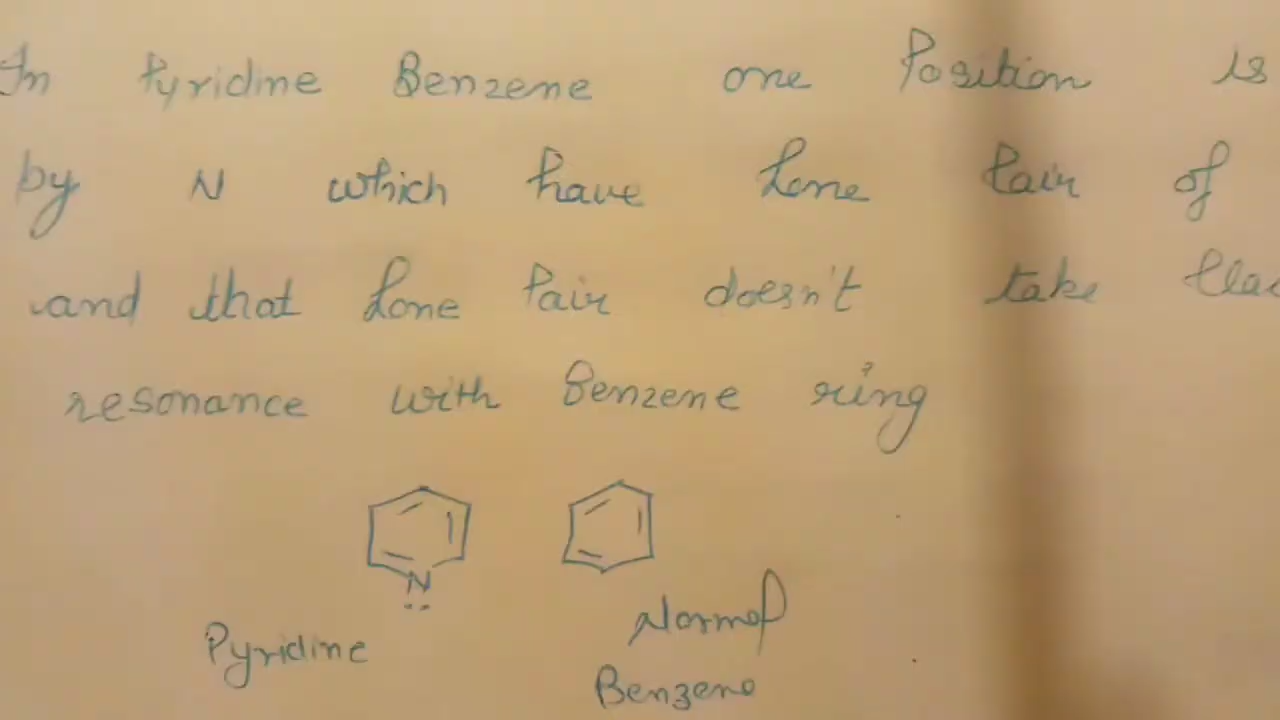 In Pyridine Benzene one Position is
by N which have lone Pair of
and that lone Pair doesn't take
resonance with Benzene ring
N
Pyridine
Normal
Benzene